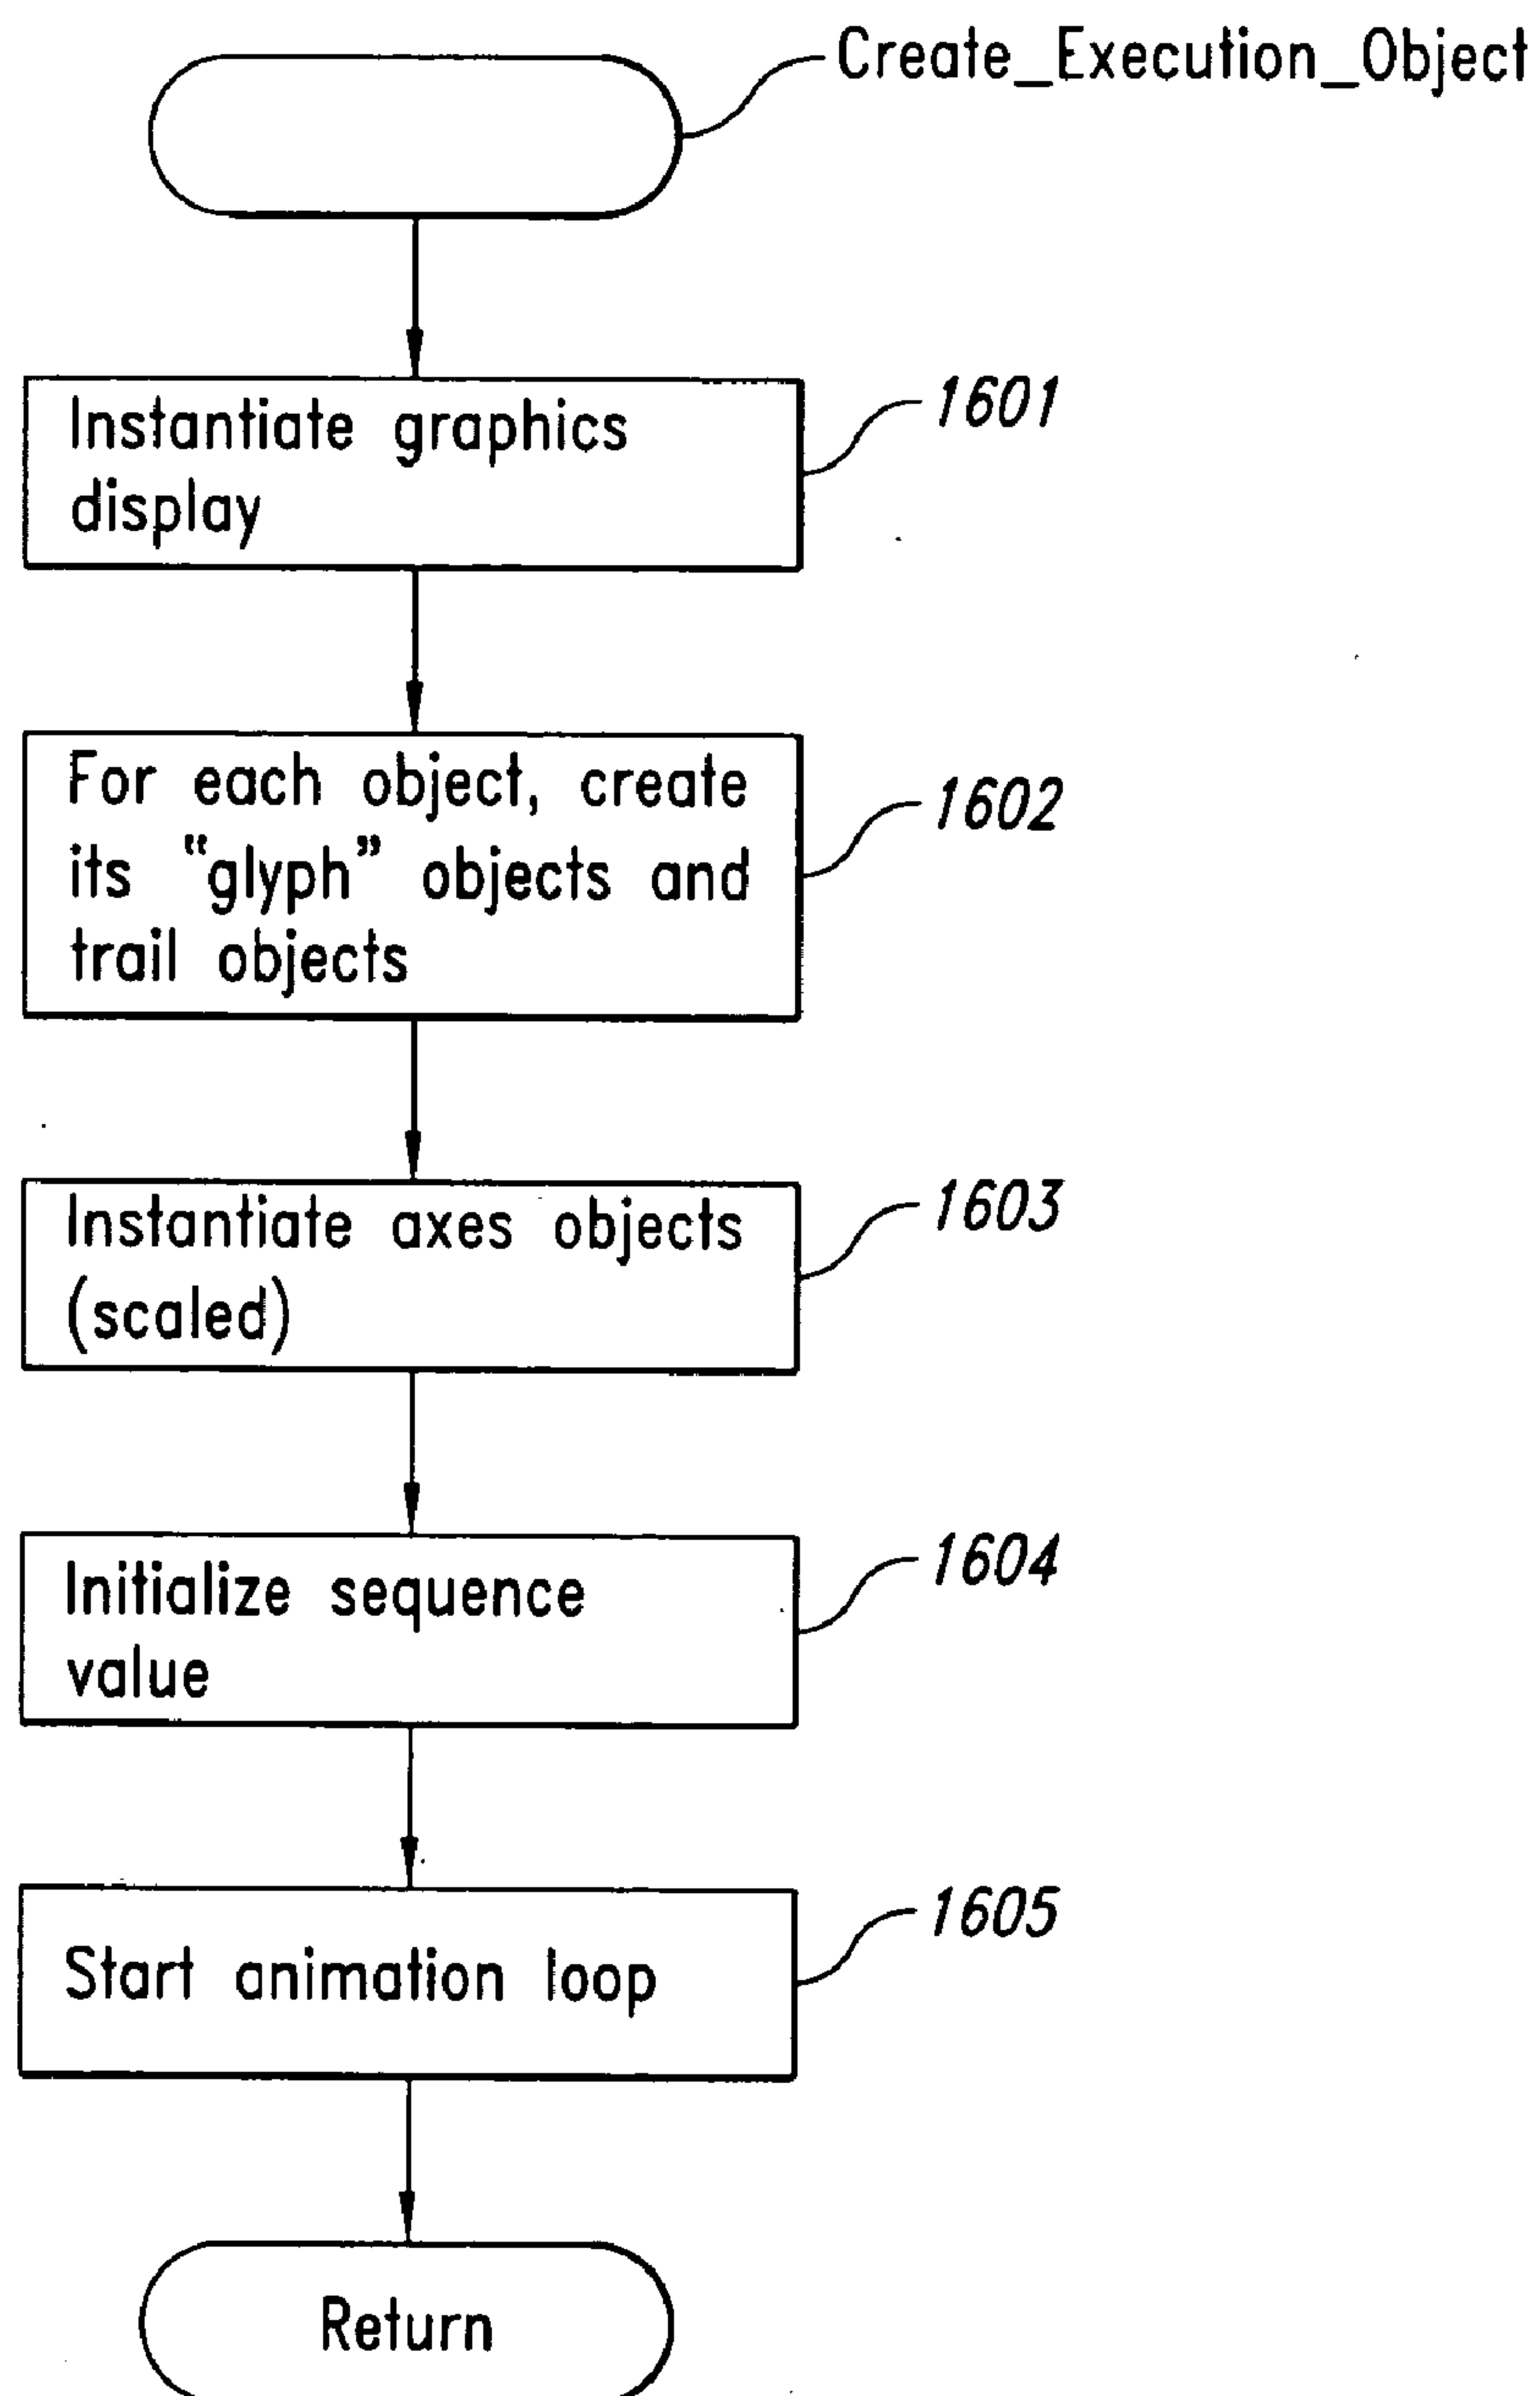 Create_Execution_Object
Instantiate graphics
display
1601
For each object, create
its "glyph" objects and
trail objects
1602
Instantiate axes objects
(scaled)
1603
Initialize sequence
value
1604
Start animation loop
1605
Return